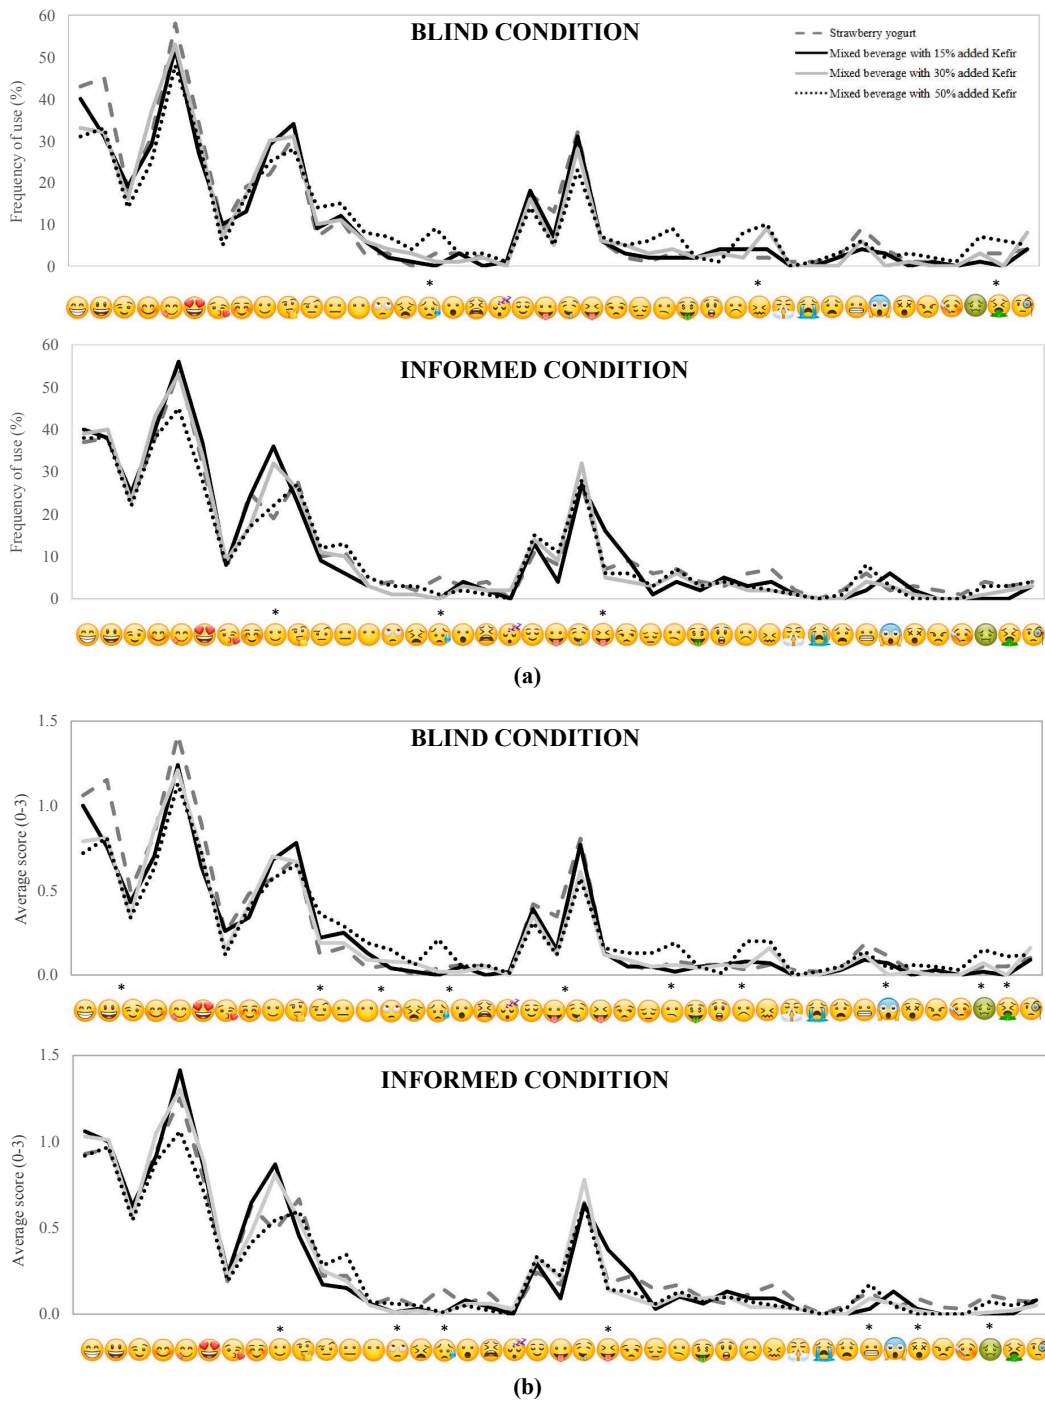 BLIND CONDITION
Strawberry yogurt
Mixed beverage with 15% added Kefir
Mixed beverage with 30% added Kefir
Mixed beverage with 50% added Kefir
Frequency of use (%)
60
50
40
30
20
10
0
* * *
INFORMED CONDITION
Frequency of use (%)
60
50
40
30
20
10
0
* * *
(a)
BLIND CONDITION
Average score (0-3)
1.5
1.0
0.5
0.0
* * * * * * * * * *
INFORMED CONDITION
Average score (0-3)
1.5
1.0
0.5
0.0
* * * * * * *
(b)